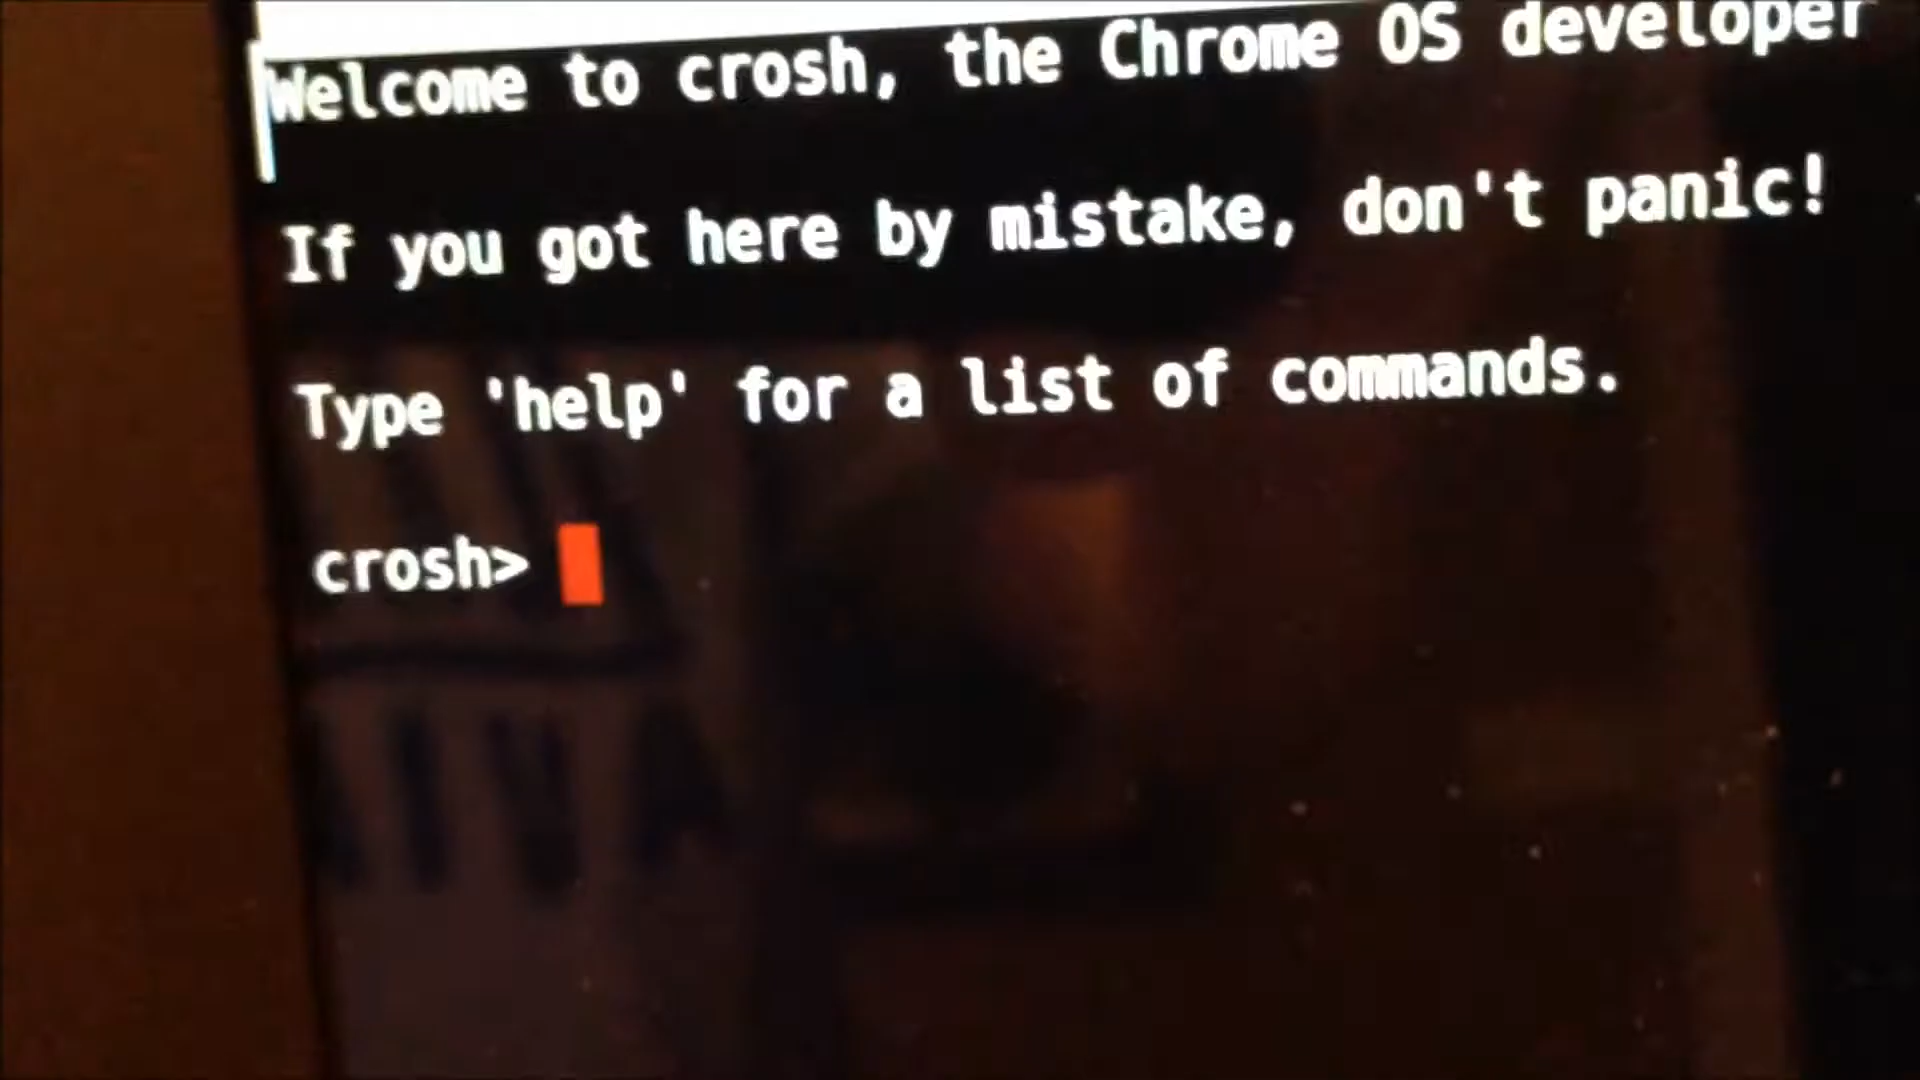 Welcome to crosh, the Chrome OS developer
If you got here by mistake, don't panic!
Type 'help' for a list of commands.
crosh>